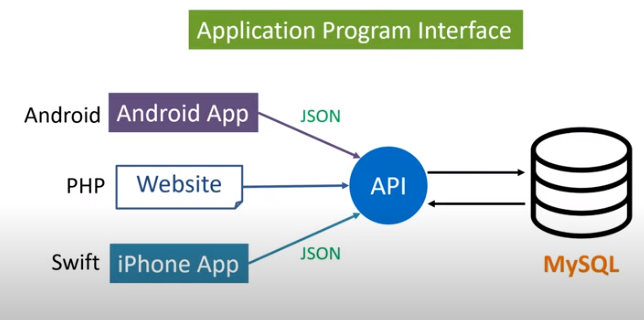 Application Program Interface
Android Android App JSON
PHP Website API
Swift iPhone App JSON
MySQL